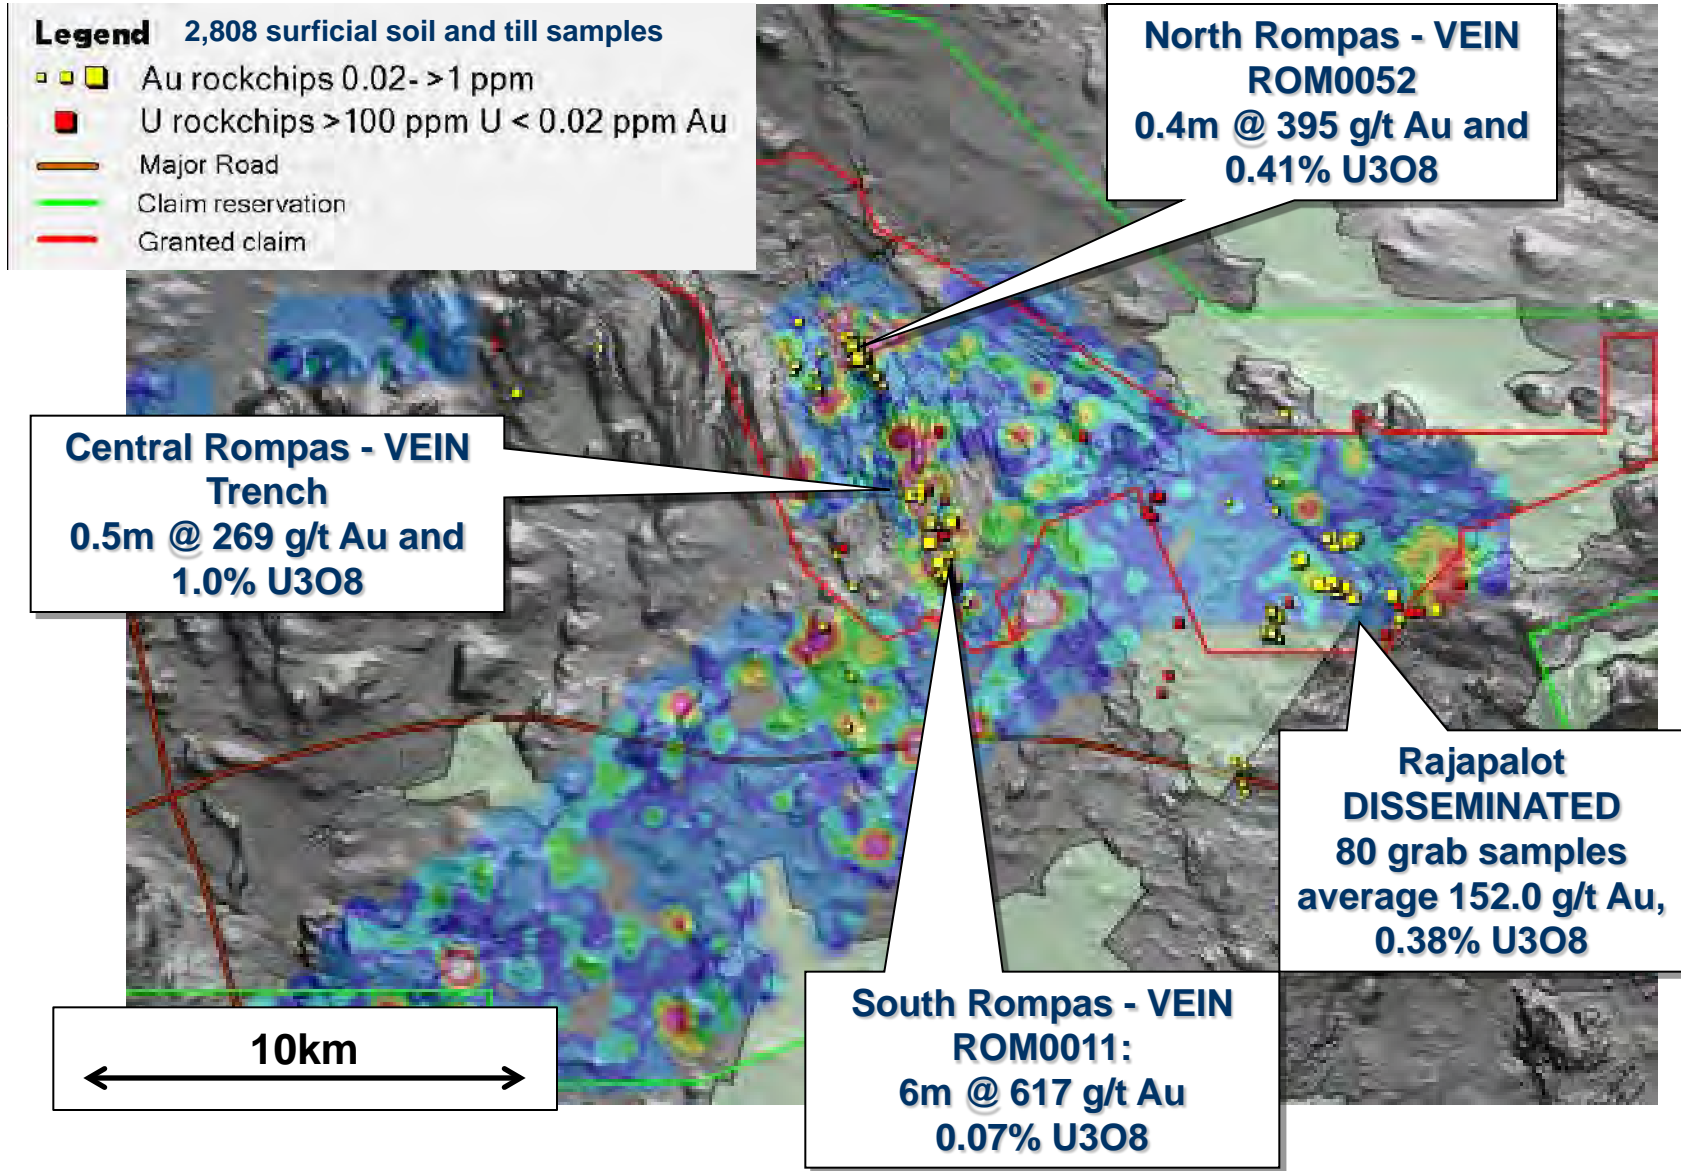 Legend 2,808 surficial soil and till samples
Au rockchips 0.02- >1 ppm
U rockchips >100 ppm U < 0.02 ppm Au
Major Road
Claim reservation
Granted claim
North Rompas - VEIN
ROM0052
0.4m @ 395 g/t Au and
0.41% U3O8
Central Rompas - VEIN
Trench
0.5m @ 269 g/t Au and
1.0% U3O8
Rajapalot
DISSEMINATED
80 grab samples
average 152.0 g/t Au,
0.38% U3O8
South Rompas - VEIN
ROM0011:
6m @ 617 g/t Au
0.07% U3O8
10km